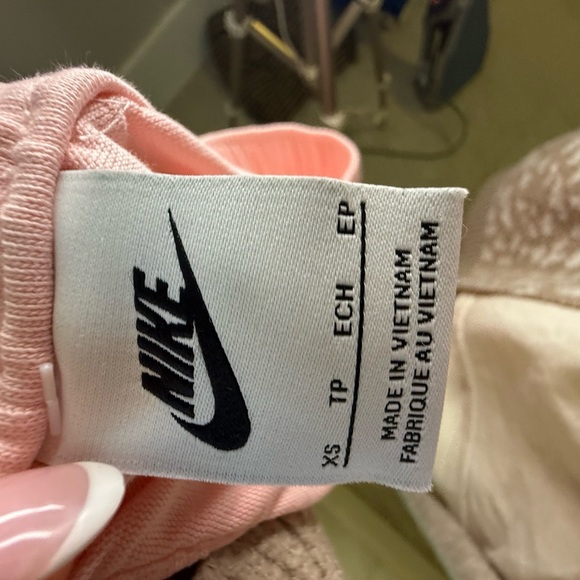 NIKE
XS TP ECH EP
MADE IN VIETNAM
FABRIQUE AU VIETNAM